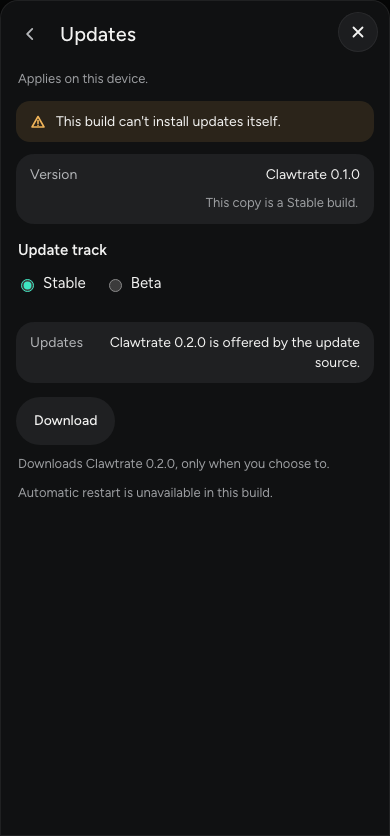 Updates
Applies on this device.
This build can't install updates itself.
Version Clawtrate 0.1.0
This copy is a Stable build.
Update track
Stable Beta
Updates Clawtrate 0.2.0 is offered by the update
source.
Download
Downloads Clawtrate 0.2.0, only when you choose to.
Automatic restart is unavailable in this build.